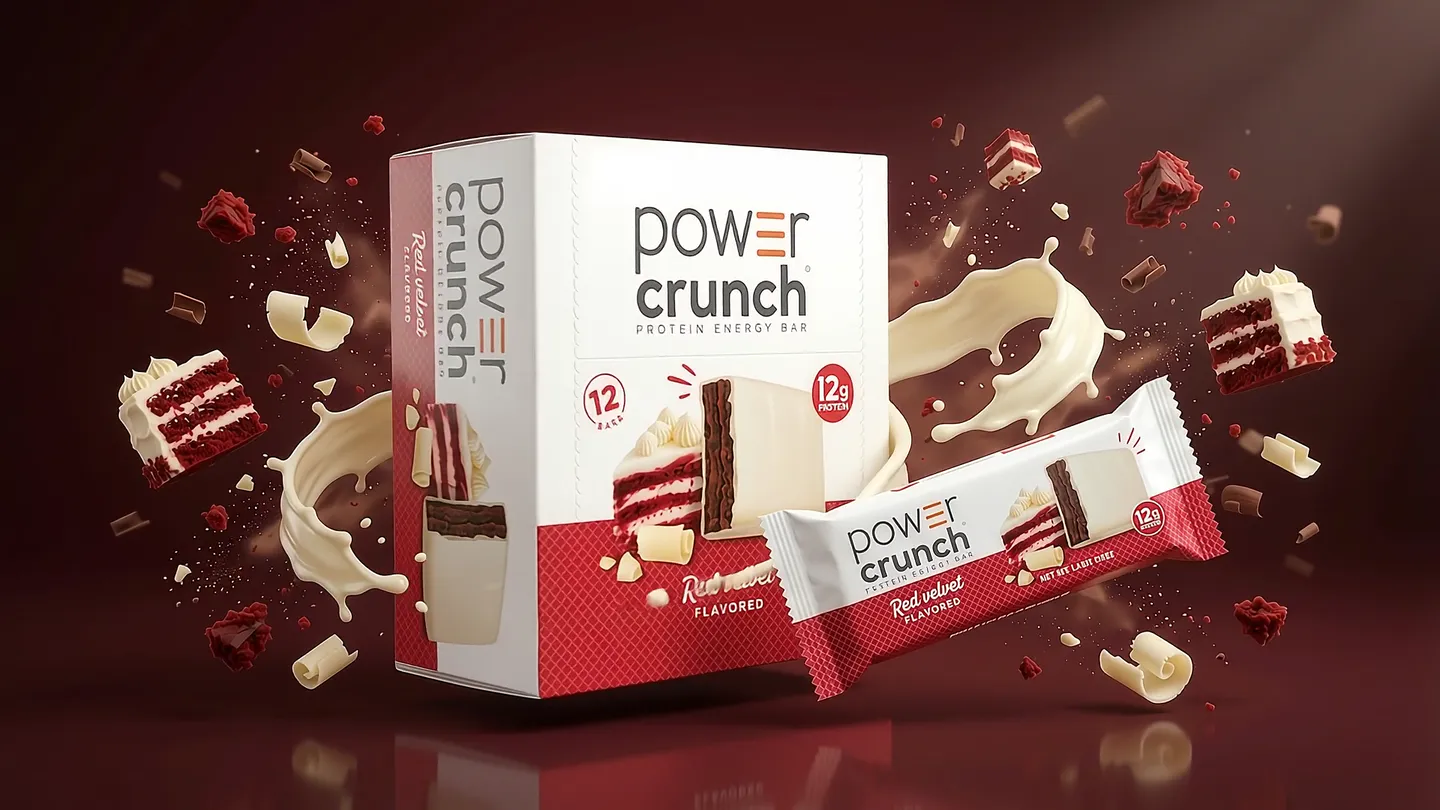 power
crunch
PROTEIN ENERGY BAR
12
12g
Red velvet
FLAVORED
power
crunch
Red velvet
power
crunch
Red velvet
FLAVORED
12g